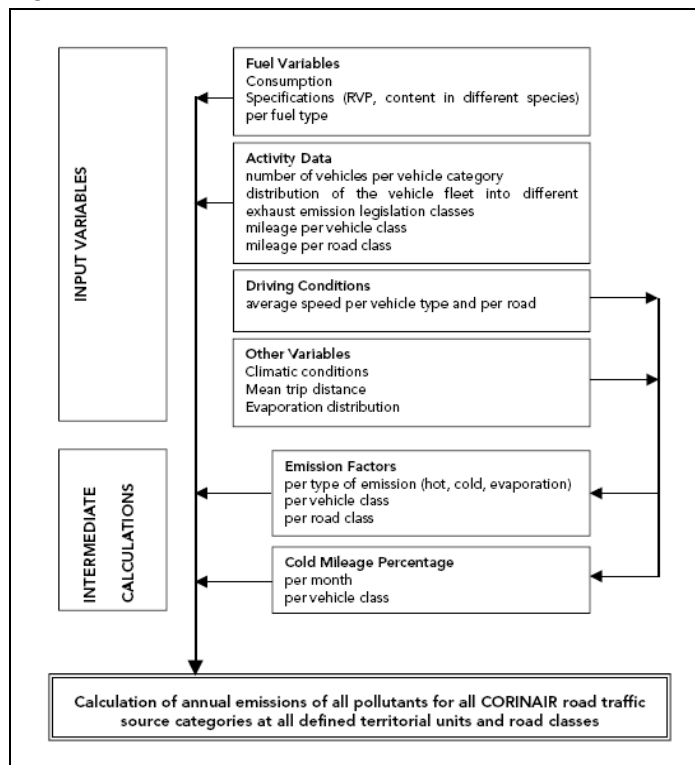 INPUT VARIABLES
Fuel Variables
Consumption
Specifications (RVP, content in different species)
per fuel type
Activity Data
number of vehicles per vehicle category
distribution of the vehicle fleet into different
exhaust emission legislation classes
mileage per vehicle class
mileage per road class
Driving Conditions
average speed per vehicle type and per road
Other Variables
Climatic conditions
Mean trip distance
Evaporation distribution
INTERMEDIATE
CALCULATIONS
Emission Factors
per type of emission (hot, cold, evaporation)
per vehicle class
per road class
Cold Mileage Percentage
per month
per vehicle class
Calculation of annual emissions of all pollutants for all CORINAIR road traffic
source categories at all defined territorial units and road classes